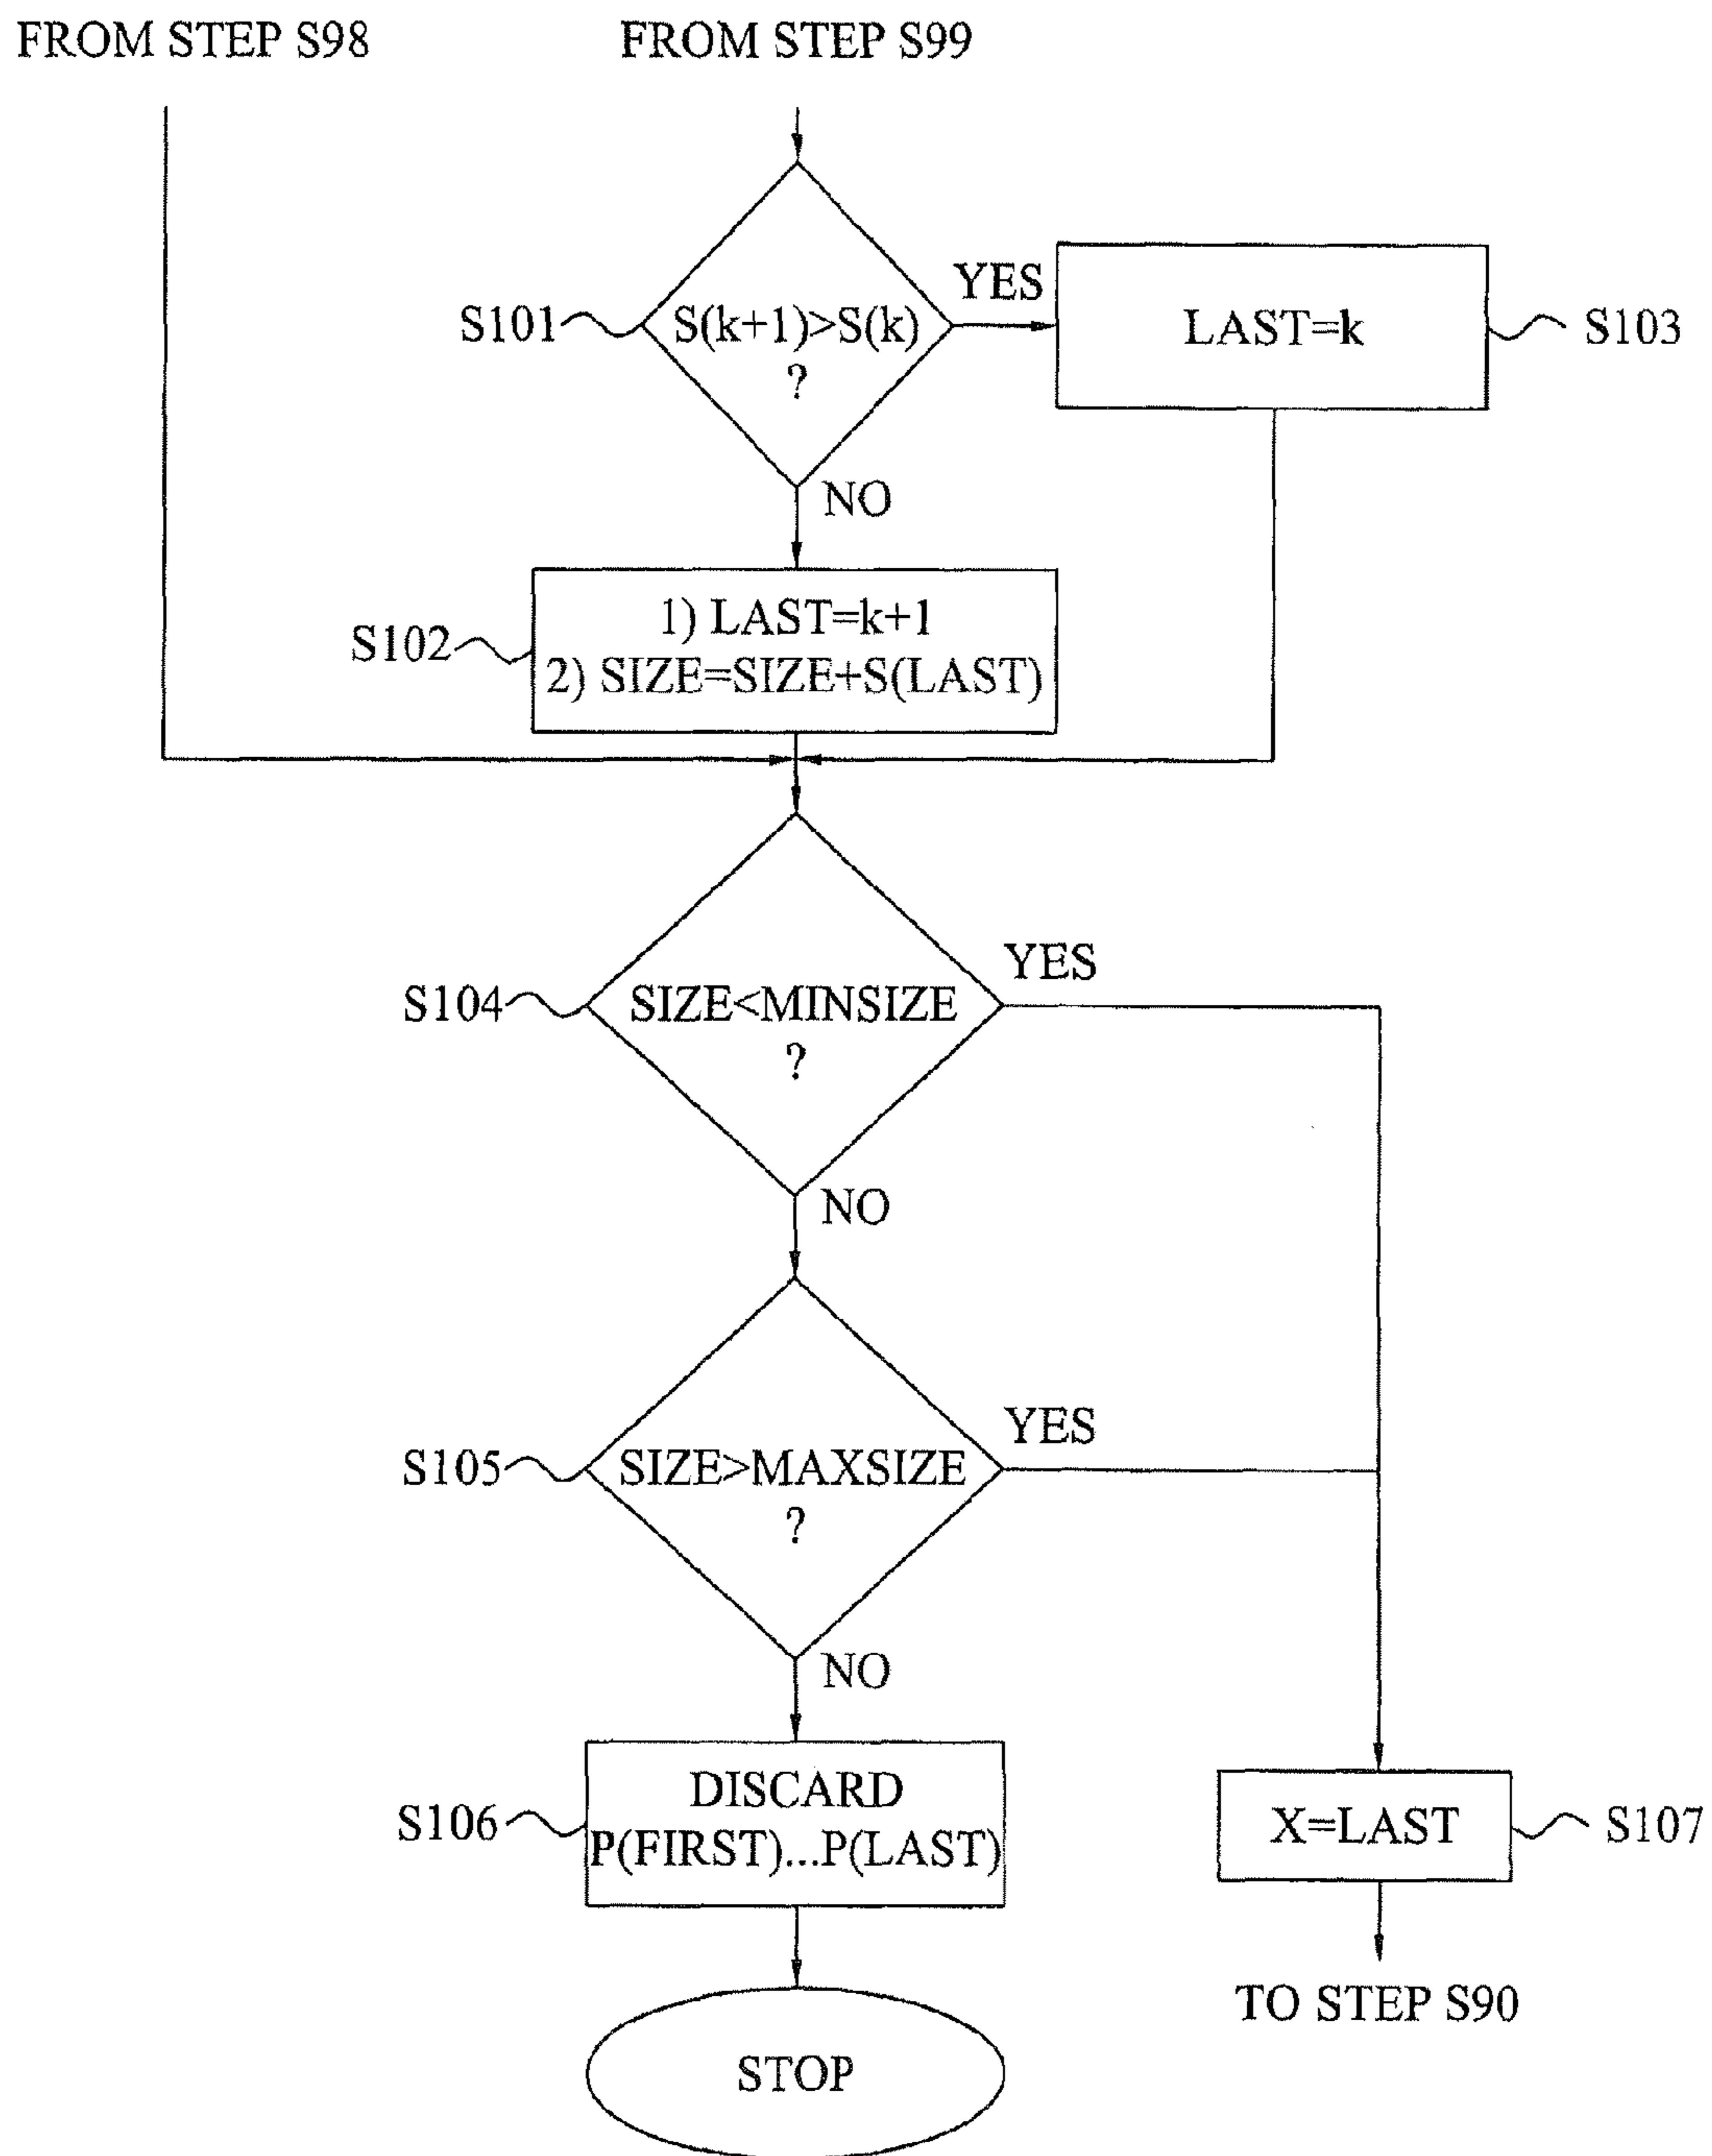 FROM STEP S98
FROM STEP S99
S101
S(k+1)>S(k)
?
YES
LAST=k
S103
NO
S102
1) LAST=k+1
2) SIZE=SIZE+S(LAST)
S104
SIZE<MINSIZE
?
YES
NO
S105
SIZE>MAXSIZE
?
YES
NO
S106
DISCARD
P(FIRST)...P(LAST)
X=LAST
S107
TO STEP S90
STOP